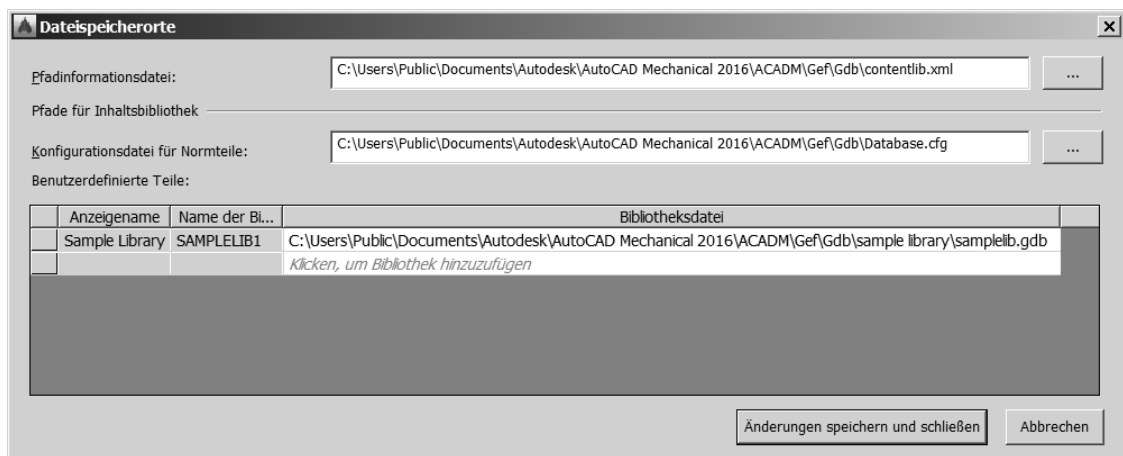 Dateispeicherorte
Pfadinformationsdatei: C:\Users\Public\Documents\Autodesk\AutoCAD Mechanical 2016\ACADM\Gef\Gdb\contentlib.xml ...
Pfade für Inhaltsbibliothek
Konfigurationsdatei für Normteile: C:\Users\Public\Documents\Autodesk\AutoCAD Mechanical 2016\ACADM\Gef\Gdb\Database.cfg ...
Benutzerdefinierte Teile:
Anzeigename Name der Bi... Bibliotheksdatei
Sample Library SAMPLELIB1 C:\Users\Public\Documents\Autodesk\AutoCAD Mechanical 2016\ACADM\Gef\Gdb\sample library\samplelib.gdb
Klicken, um Bibliothek hinzuzufügen
Änderungen speichern und schließen Abbrechen